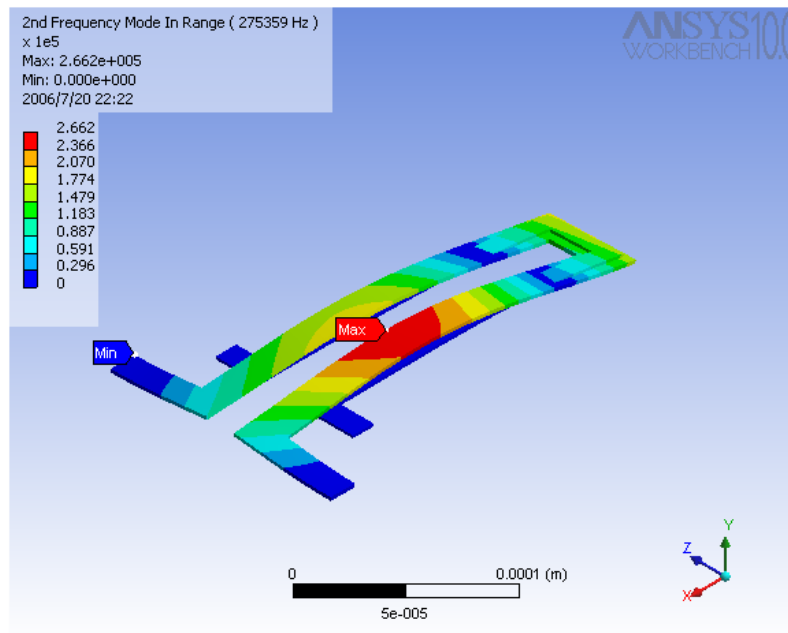 2nd Frequency Mode In Range ( 275359 Hz )
x 1e5
Max: 2.662e+005
Min: 0.000e+000
2006/7/20 22:22
ANSYS 10.0
WORKBENCH
2.662
2.366
2.070
1.774
1.479
1.183
0.887
0.591
0.296
0
Max
Min
Y
Z
X
0
0.0001 (m)
5e-005